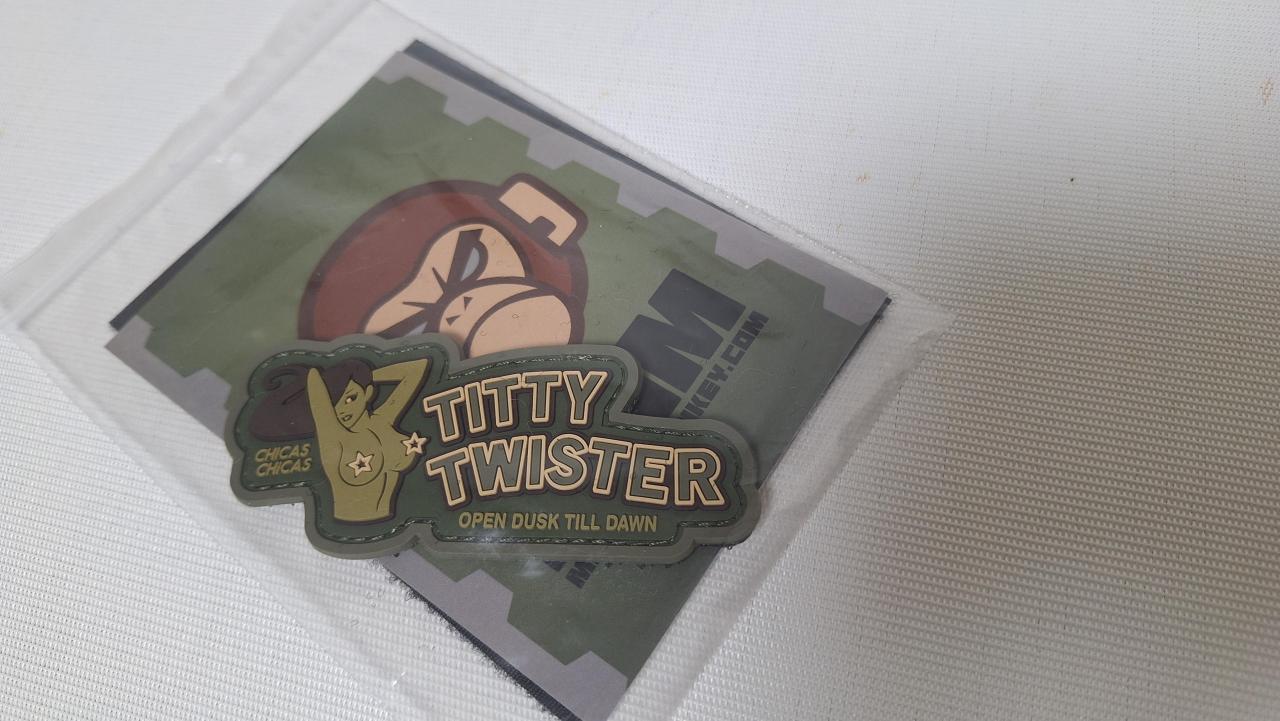 CHICAS
CHICAS
TITTY
TWISTER
OPEN DUSK TILL DAWN